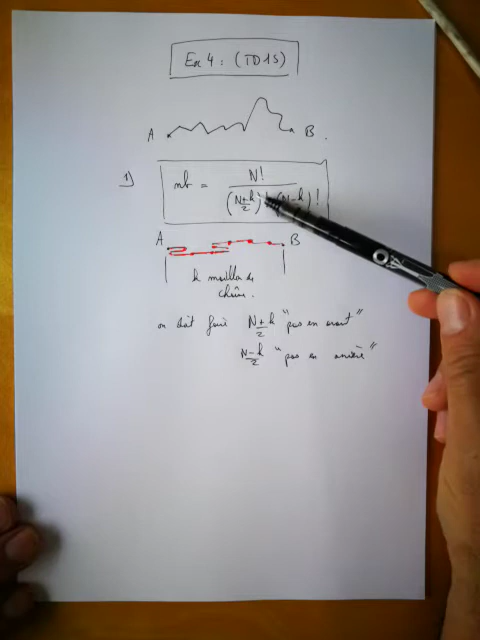 Ex 4 : (TD1S)
A B .
1) nb = N! / (N+k/2)! (N-k/2)!
A B
k maillons de
chaîne.
on doit faire N+k/2 "pas en avant"
N-k/2 "pas en arrière"